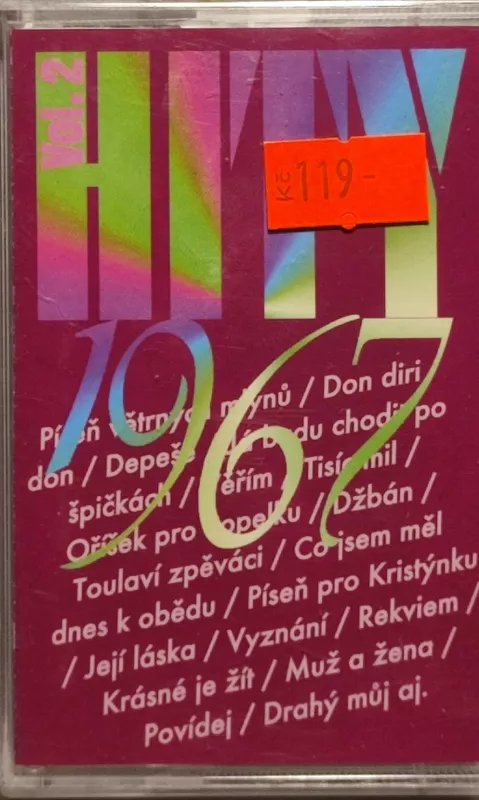 Vol. 2
HITY
Kč 119-
1967
Píseň větrných mlýnů / Don diri
don / Depeše / budu chodit po
špičkách / Věřím / Tisíc mil /
Oříšek pro Popelku / Džbán /
Toulaví zpěváci / Co jsem měl
dnes k obědu / Píseň pro Kristýnku
/ Její láska / Vyznání / Rekviem /
Krásné je žít / Muž a žena /
Povídej / Drahý můj aj.